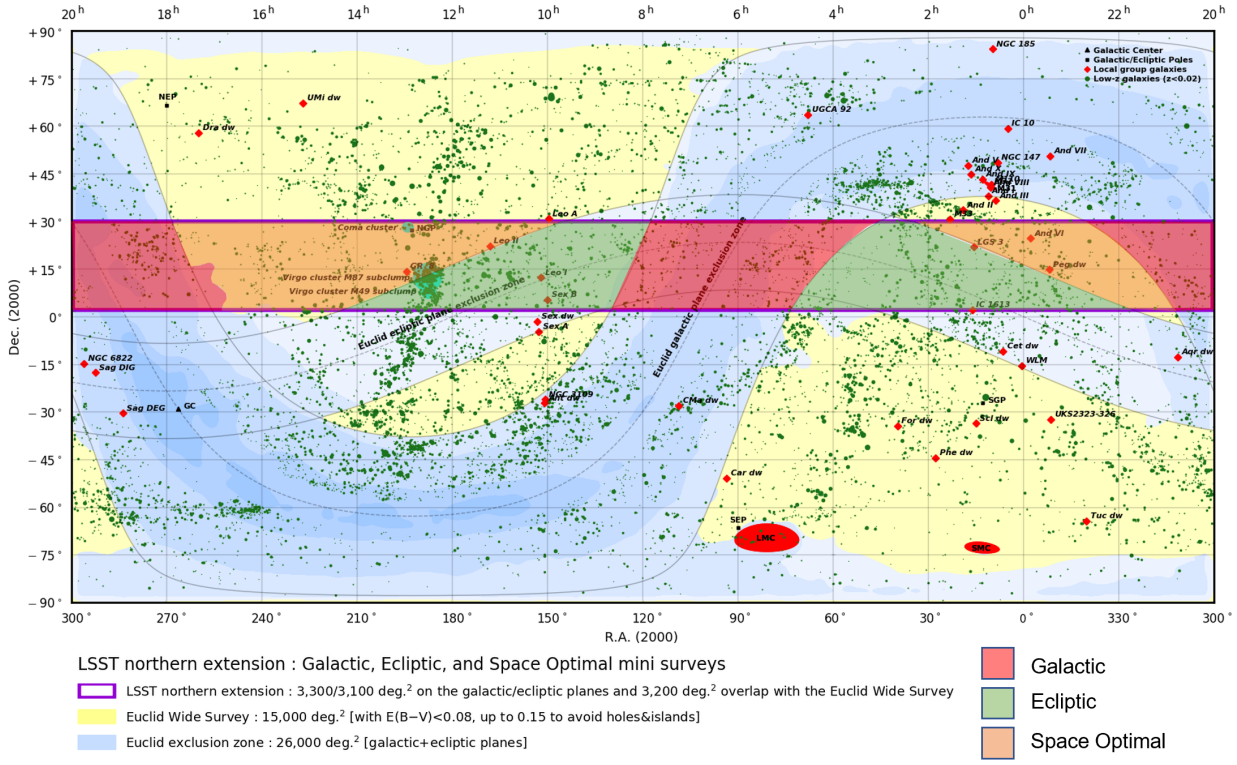 20ʰ 18ʰ 16ʰ 14ʰ 12ʰ 10ʰ 8ʰ 6ʰ 4ʰ 2ʰ 0ʰ 22ʰ 20ʰ
+90°
NGC 185
Galactic Center
Galactic/Ecliptic Poles
Local group galaxies
Low-z galaxies (z<0.02)
+75°
NEP
UMi dw
UGCA 92
Dra dw
IC 10
+60°
And VII
And V
NGC 147
+45°
And III
And II
M33
Leo A
+30°
Coma cluster
NGP
And VI
Leo II
LGS 3
Peg dw
+15°
Virgo cluster M87 subclump
Leo I
Virgo cluster M49 subclump
Sex B
IC 1613
Euclid ecliptic plane exclusion zone
Euclid galactic plane exclusion zone
0°
Sex dw
Sex A
Cet dw
Aqr dw
WLM
NGC 6822
Sag DIG
−15°
Sag DEG
GC
CMa dw
SGP
−30°
For dw
Scl dw
UKS2323-326
Phe dw
−45°
Car dw
−60°
SEP
Tuc dw
LMC
SMC
−75°
−90°
300° 270° 240° 210° 180° 150° 120° 90° 60° 30° 0° 330° 300°
Dec. (2000)
R.A. (2000)
LSST northern extension : Galactic, Ecliptic, and Space Optimal mini surveys
LSST northern extension : 3,300/3,100 deg.² on the galactic/ecliptic planes and 3,200 deg.² overlap with the Euclid Wide Survey
Euclid Wide Survey : 15,000 deg.² [with E(B−V)<0.08, up to 0.15 to avoid holes&islands]
Euclid exclusion zone : 26,000 deg.² [galactic+ecliptic planes]
Galactic
Ecliptic
Space Optimal